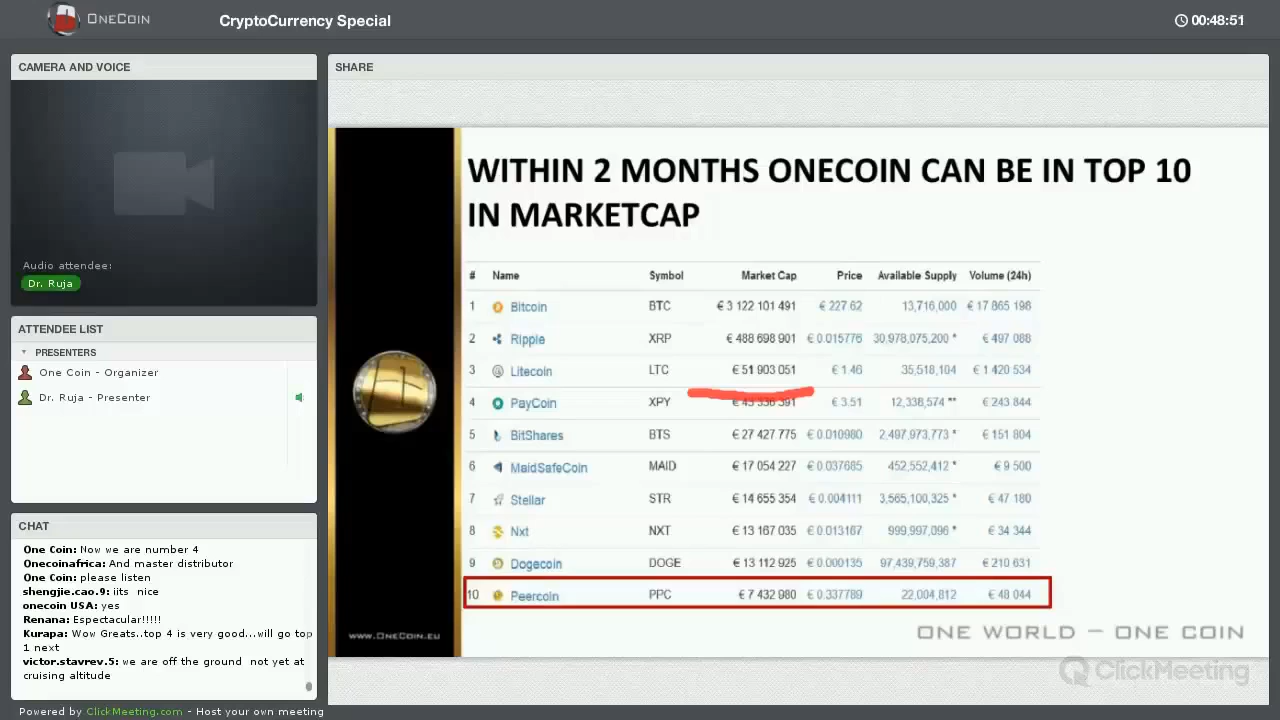 ONECOIN
CryptoCurrency Special
00:48:51
CAMERA AND VOICE
Audio attendee:
Dr. Ruja
ATTENDEE LIST
PRESENTERS
One Coin - Organizer
Dr. Ruja - Presenter
CHAT
One Coin: Now we are number 4
Onecoinafrica: And master distributor
One Coin: please listen
shengjie.cao.9: iits nice
onecoin USA: yes
Renana: Espectacular!!!!!
Kurapa: Wow Greats..top 4 is very good...will go top
1 next
victor.stavrev.5: we are off the ground not yet at
cruising altitude
Powered by ClickMeeting.com - Host your own meeting
SHARE
WITHIN 2 MONTHS ONECOIN CAN BE IN TOP 10
IN MARKETCAP
# Name Symbol Market Cap Price Available Supply Volume (24h)
1 Bitcoin BTC € 3 122 101 491 € 227.62 13,716,000 € 17 865 198
2 Ripple XRP € 488 698 901 € 0.015776 30,978,075,200 * € 497 088
3 Litecoin LTC € 51 903 051 € 1.46 35,518,104 € 1 420 534
4 PayCoin XPY € 43 336 391 € 3.51 12,338,574 ** € 243 844
5 BitShares BTS € 27 427 775 € 0.010980 2,497,973,773 * € 151 804
6 MaidSafeCoin MAID € 17 054 227 € 0.037685 452,552,412 * € 9 500
7 Stellar STR € 14 655 354 € 0.004111 3,565,100,325 * € 47 180
8 Nxt NXT € 13 167 035 € 0.013167 999,997,096 * € 34 344
9 Dogecoin DOGE € 13 112 925 € 0.000135 97,439,759,387 € 210 631
10 Peercoin PPC € 7 432 980 € 0.337789 22,004,812 € 48 044
www.OneCoin.eu
ONE WORLD – ONE COIN
ClickMeeting